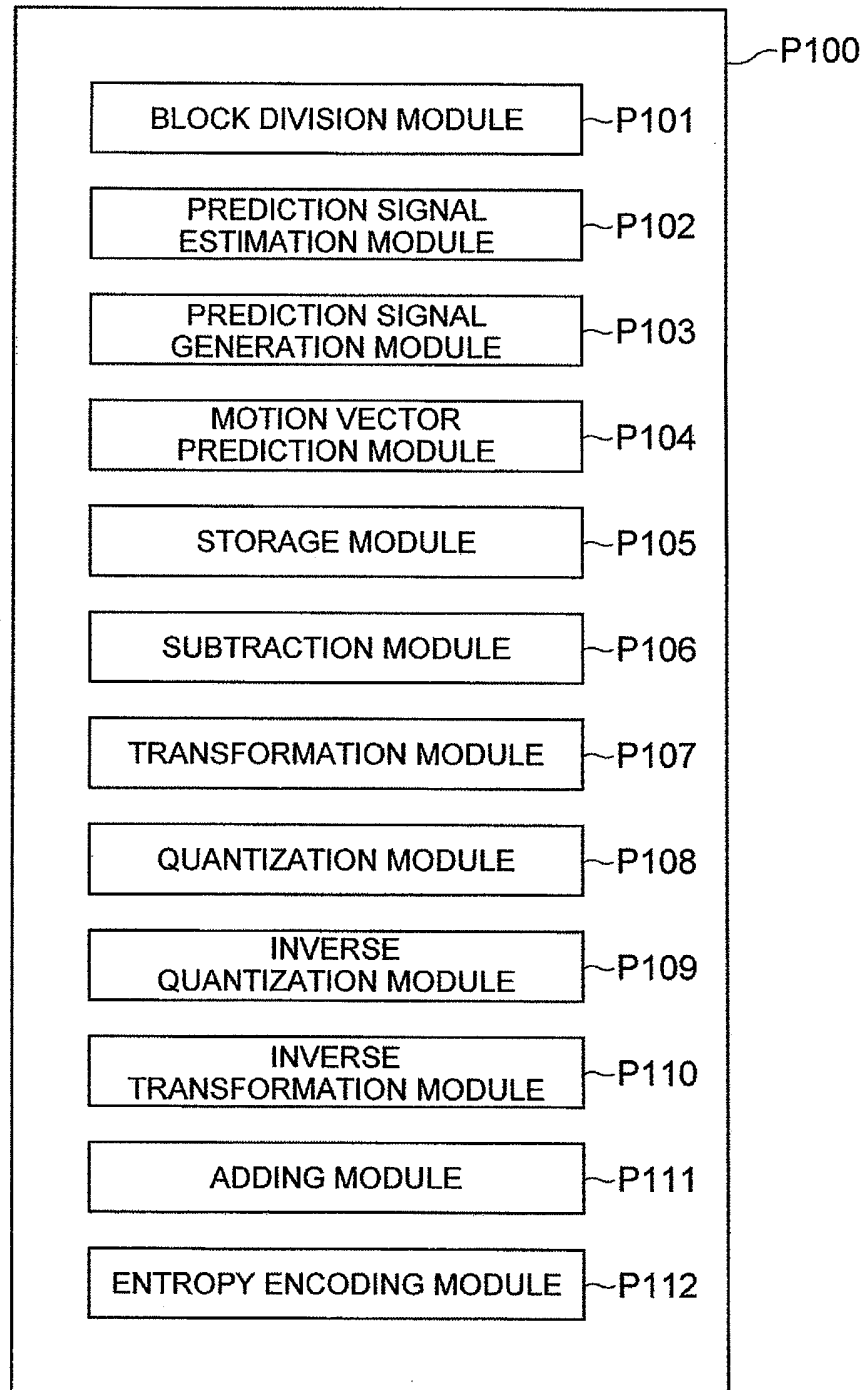 P100
BLOCK DIVISION MODULE P101
PREDICTION SIGNAL
ESTIMATION MODULE P102
PREDICTION SIGNAL
GENERATION MODULE P103
MOTION VECTOR
PREDICTION MODULE P104
STORAGE MODULE P105
SUBTRACTION MODULE P106
TRANSFORMATION MODULE P107
QUANTIZATION MODULE P108
INVERSE
QUANTIZATION MODULE P109
INVERSE
TRANSFORMATION MODULE P110
ADDING MODULE P111
ENTROPY ENCODING MODULE P112